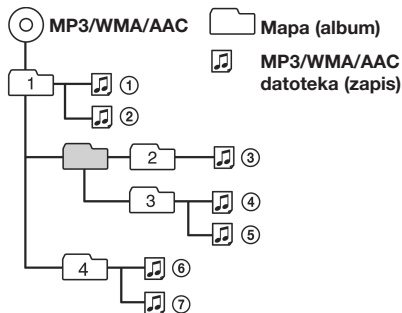 MP3/WMA/AAC
Mapa (album)
MP3/WMA/AAC
datoteka (zapis)
1
①
②
2
③
3
④
⑤
4
⑥
⑦